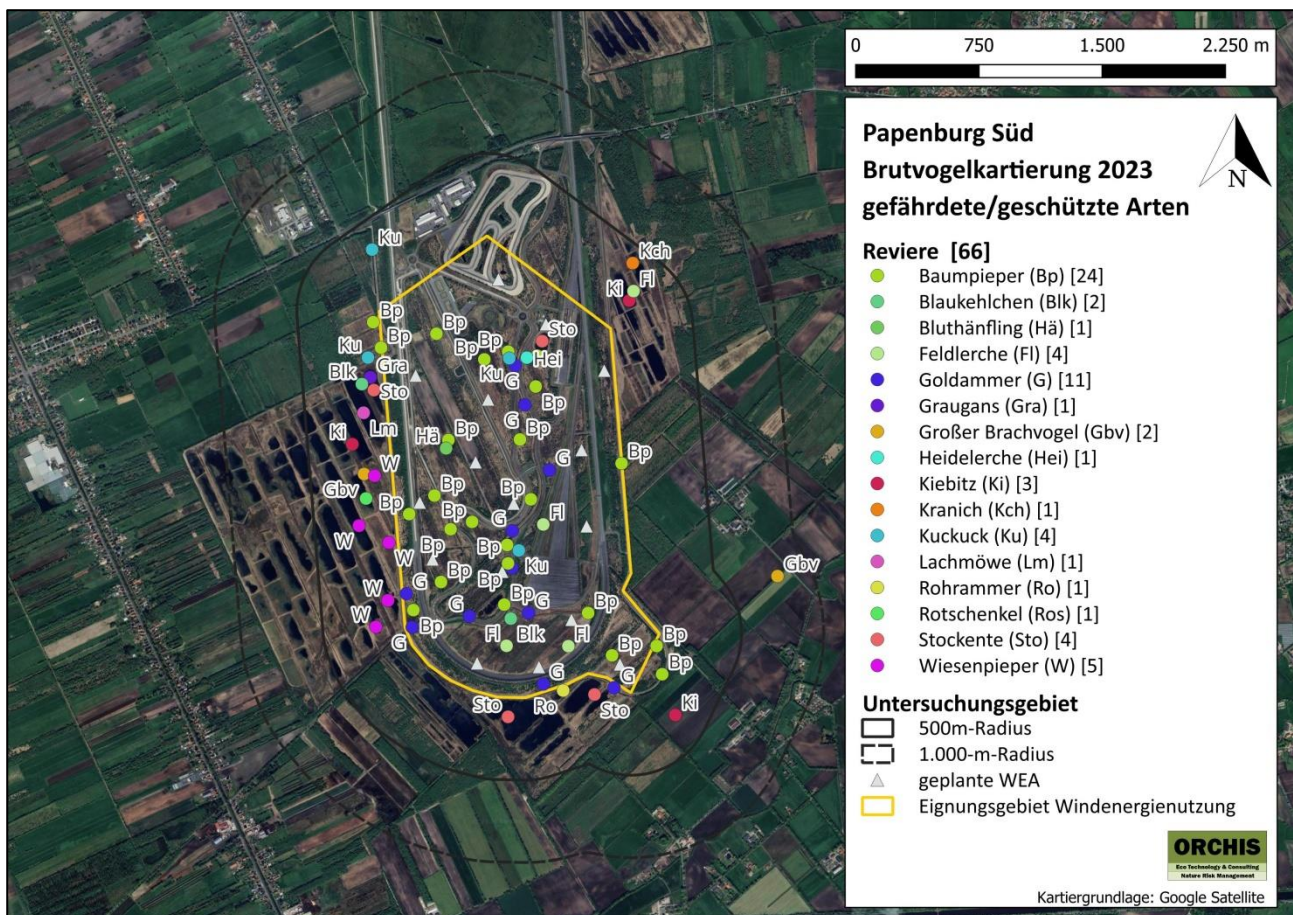 0 750 1.500 2.250 m
Papenburg Süd
Brutvogelkartierung 2023
gefährdete/geschützte Arten
N
Reviere [66]
Baumpieper (Bp) [24]
Blaukehlchen (Blk) [2]
Bluthänfling (Hä) [1]
Feldlerche (Fl) [4]
Goldammer (G) [11]
Graugans (Gra) [1]
Großer Brachvogel (Gbv) [2]
Heidelerche (Hei) [1]
Kiebitz (Ki) [3]
Kranich (Kch) [1]
Kuckuck (Ku) [4]
Lachmöwe (Lm) [1]
Rohrammer (Ro) [1]
Rotschenkel (Ros) [1]
Stockente (Sto) [4]
Wiesenpieper (W) [5]
Untersuchungsgebiet
500m-Radius
1.000-m-Radius
geplante WEA
Eignungsgebiet Windenergienutzung
ORCHIS
Eco Technology & Consulting
Nature Risk Management
Kartiergrundlage: Google Satellite
Ku
Kch
Fl
Ki
Bp
Bp
Bp
Bp
Sto
Ku
Hei
Ku
Gra
G
Blk
Sto
Bp
Lm
G
Bp
Hä
Bp
Ki
W
G
Bp
Gbv
Bp
Bp
Bp
Bp
G
Fl
W
W
Bp
Bp
Ku
Gbv
Bp
Bp
W
G
W
Bp
G
G
Bp
Bp
G
Fl
Blk
Fl
Bp
Bp
Bp
G
G
Sto
Ro
Sto
Ki